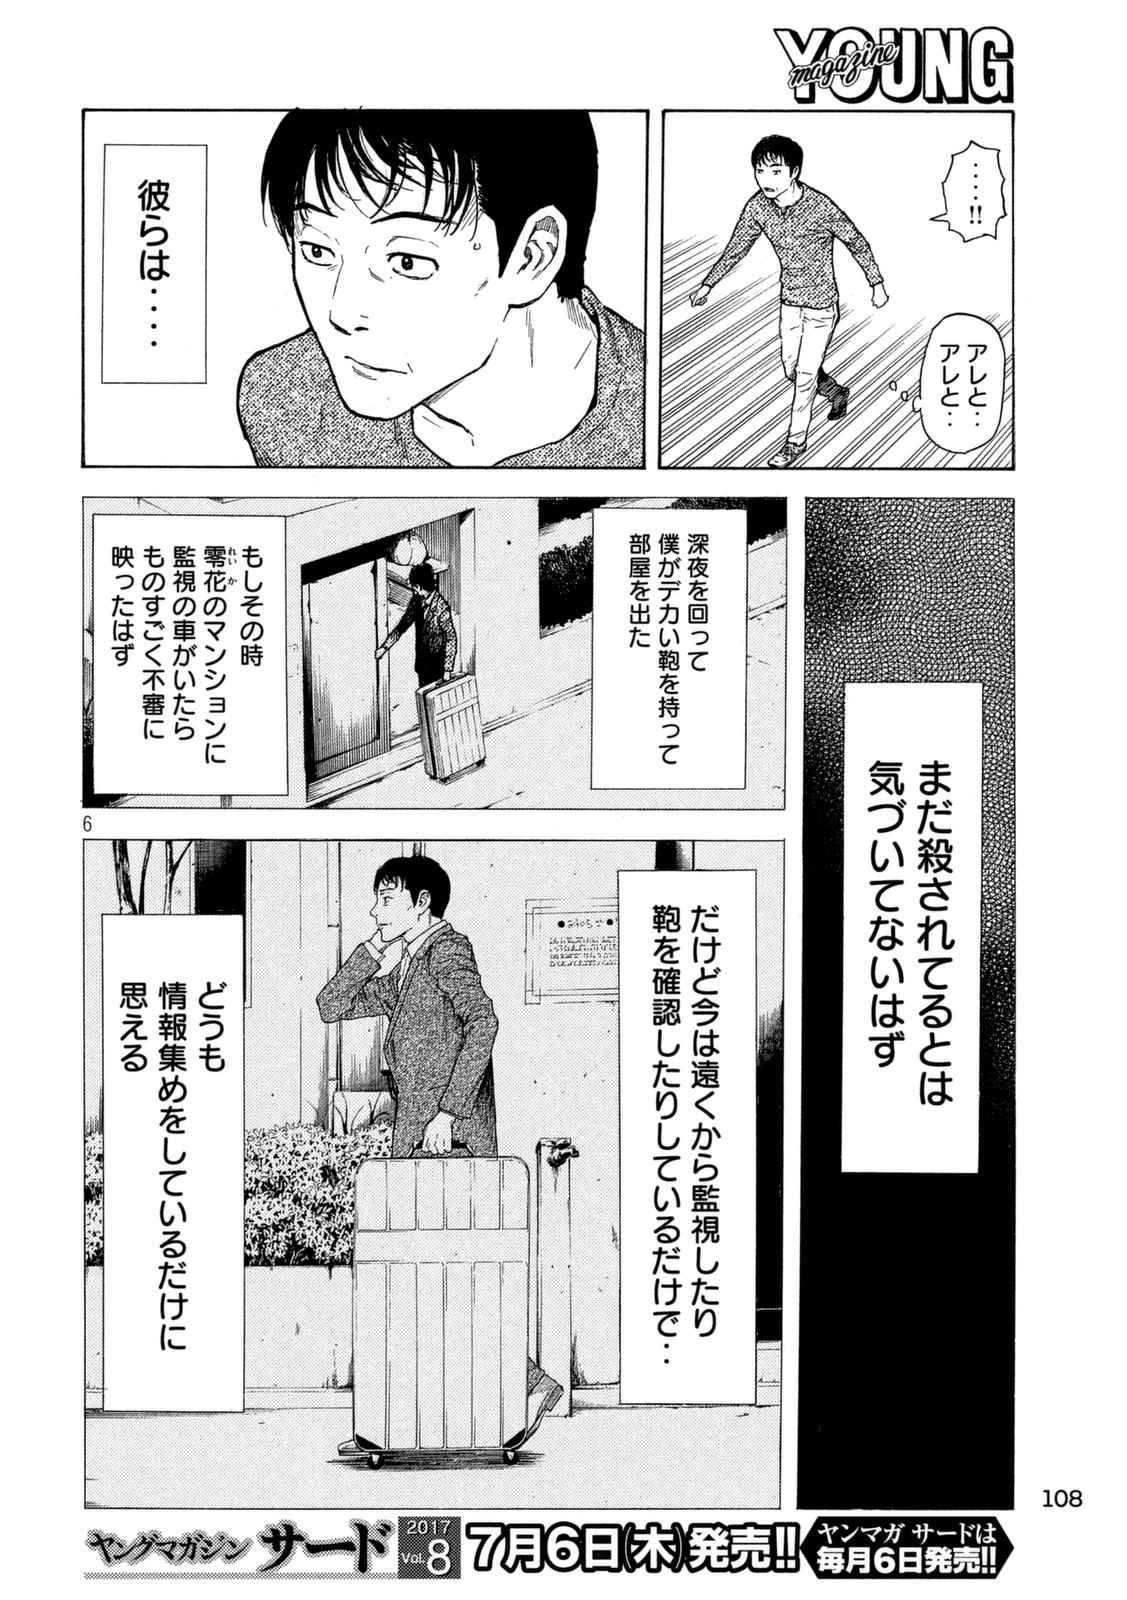 YOUNG
magazine
‥‥!!
アレと‥
アレと‥
彼らは‥‥
まだ殺されてるとは
気づいてないはず
深夜を回って
僕がデカい鞄を持って
部屋を出た
もしその時
零花のマンションに
れいか
監視の車がいたら
ものすごく不審に
映ったはず
6
だけど今は遠くから監視したり
鞄を確認したりしているだけで‥
どうも
情報集めをしているだけに
思える
108
ヤングマガジン サード 2017 Vol.8 7月6日(木)発売!!
ヤンマガ サードは
毎月6日発売!!